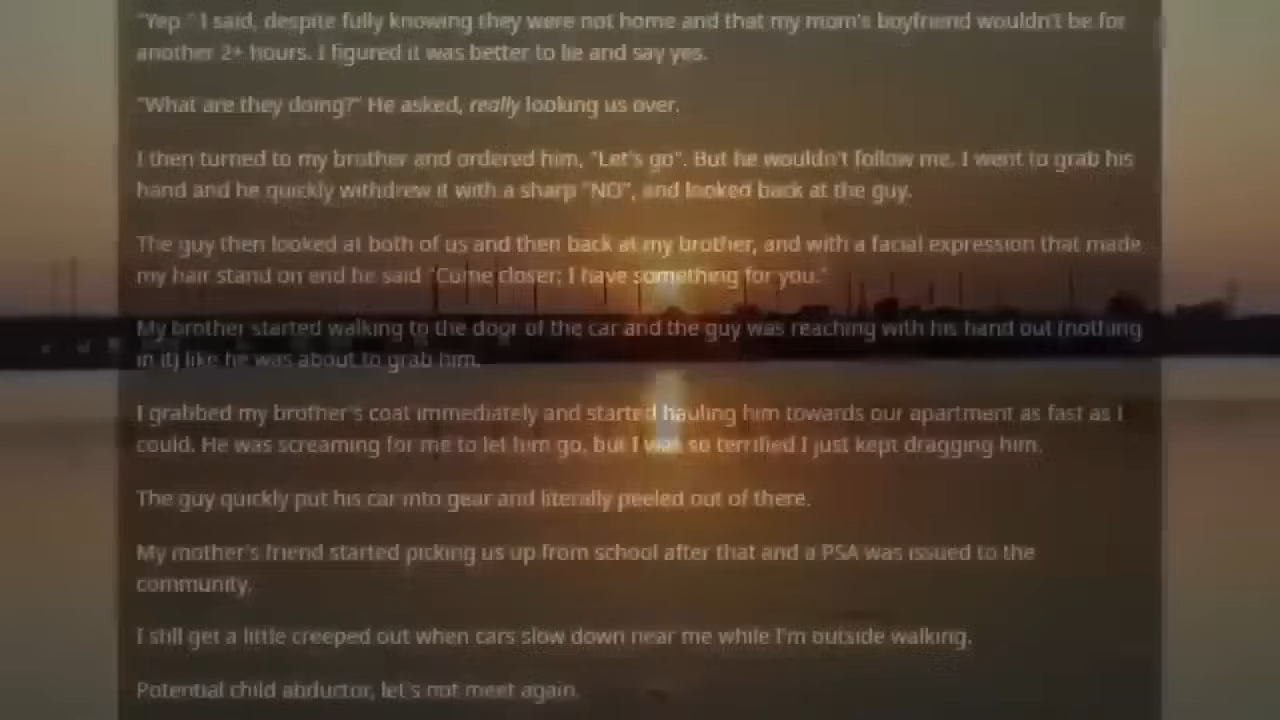 "Yep." I said, despite fully knowing they were not home and that my mom's boyfriend wouldn't be for
another 2+ hours. I figured it was better to lie and say yes.
"What are they doing?" He asked, really looking us over.
I then turned to my brother and ordered him, "Let's go". But he wouldn't follow me. I went to grab his
hand and he quickly withdrew it with a sharp "NO", and looked back at the guy.
The guy then looked at both of us and then back at my brother, and with a facial expression that made
my hair stand on end he said "Come closer; I have something for you."
My brother started walking to the door of the car and the guy was reaching with his hand out (nothing
in it) like he was about to grab him.
I grabbed my brother's coat immediately and started hauling him towards our apartment as fast as I
could. He was screaming for me to let him go, but I was so terrified I just kept dragging him.
The guy quickly put his car into gear and literally peeled out of there.
My mother's friend started picking us up from school after that and a PSA was issued to the
community.
I still get a little creeped out when cars slow down near me while I'm outside walking.
Potential child abductor, let's not meet again.